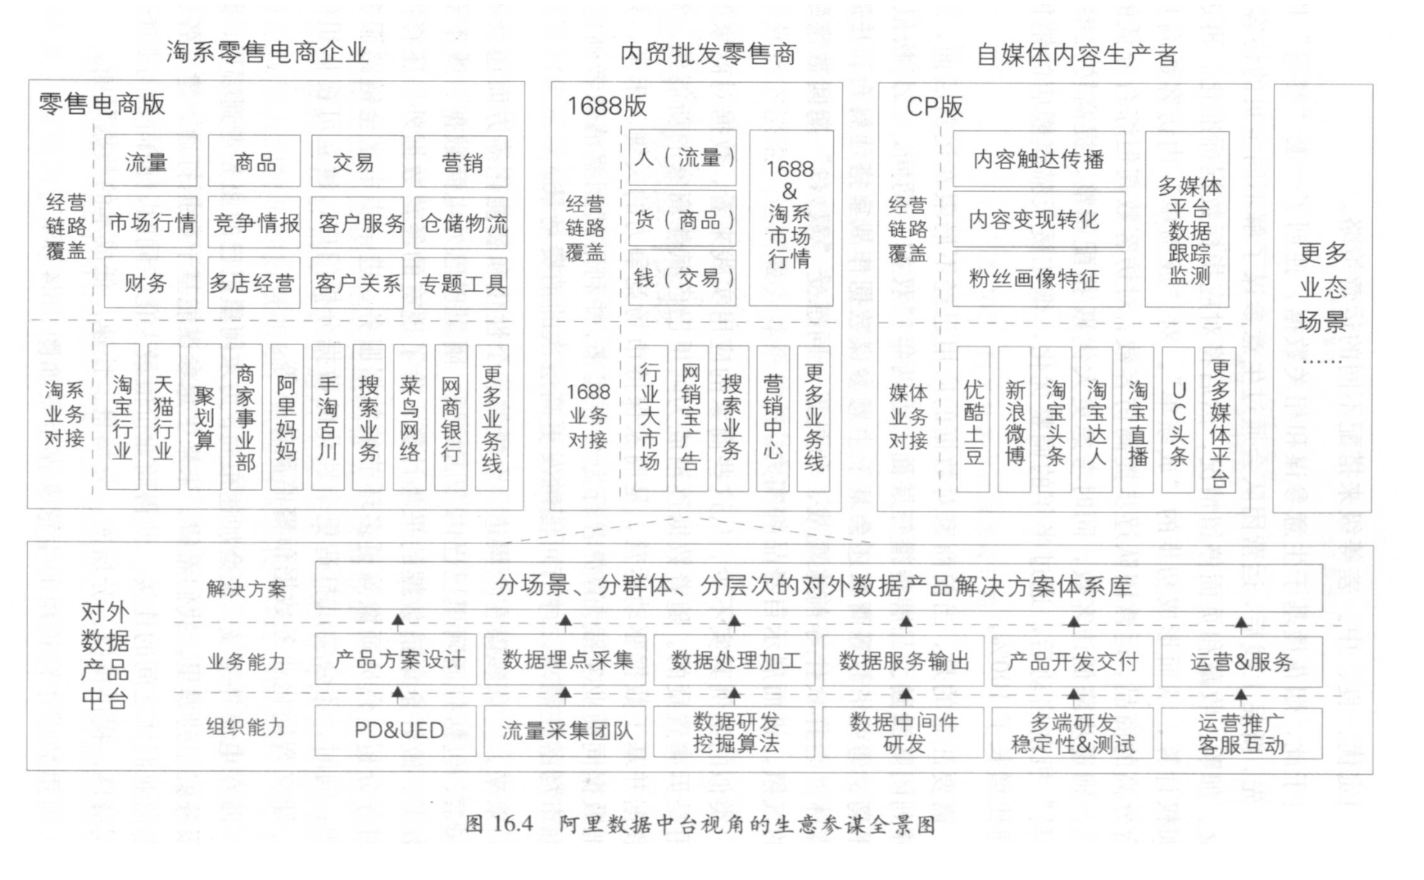 淘系零售电商企业
内贸批发零售商
自媒体内容生产者
零售电商版
经营
链路
覆盖
流量
商品
交易
营销
市场行情
竞争情报
客户服务
仓储物流
财务
多店经营
客户关系
专题工具
淘系
业务
对接
淘宝行业
天猫行业
聚划算
商家事业部
阿里妈妈
手淘百川
搜索业务
菜鸟网络
网商银行
更多业务线
1688版
经营
链路
覆盖
人（流量）
货（商品）
钱（交易）
1688
&
淘系
市场
行情
1688
业务
对接
行业大市场
网销宝广告
搜索业务
营销中心
更多业务线
CP版
经营
链路
覆盖
内容触达传播
内容变现转化
粉丝画像特征
多媒体
平台
数据
跟踪
监测
媒体
业务
对接
优酷土豆
新浪微博
淘宝头条
淘宝达人
淘宝直播
UC头条
更多媒体平台
更多
业态
场景
……
对外
数据
产品
中台
解决方案
分场景、分群体、分层次的对外数据产品解决方案体系库
业务能力
产品方案设计
数据埋点采集
数据处理加工
数据服务输出
产品开发交付
运营&服务
组织能力
PD&UED
流量采集团队
数据研发
挖掘算法
数据中间件
研发
多端研发
稳定性&测试
运营推广
客服互动
图 16.4 阿里数据中台视角的生意参谋全景图